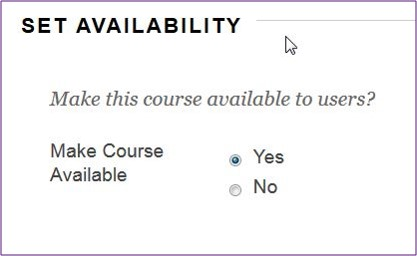 SET AVAILABILITY
Make this course available to users?
Make Course
Available
Yes
No